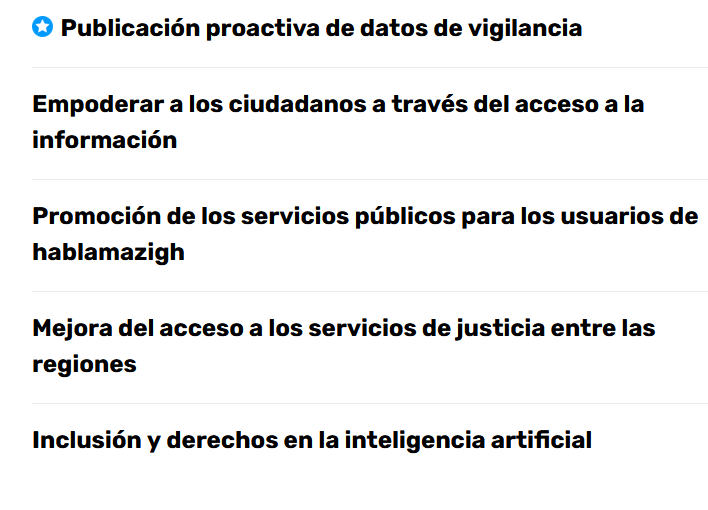 Publicación proactiva de datos de vigilancia
Empoderar a los ciudadanos a través del acceso a la
información
Promoción de los servicios públicos para los usuarios de
hablamazigh
Mejora del acceso a los servicios de justicia entre las
regiones
Inclusión y derechos en la inteligencia artificial